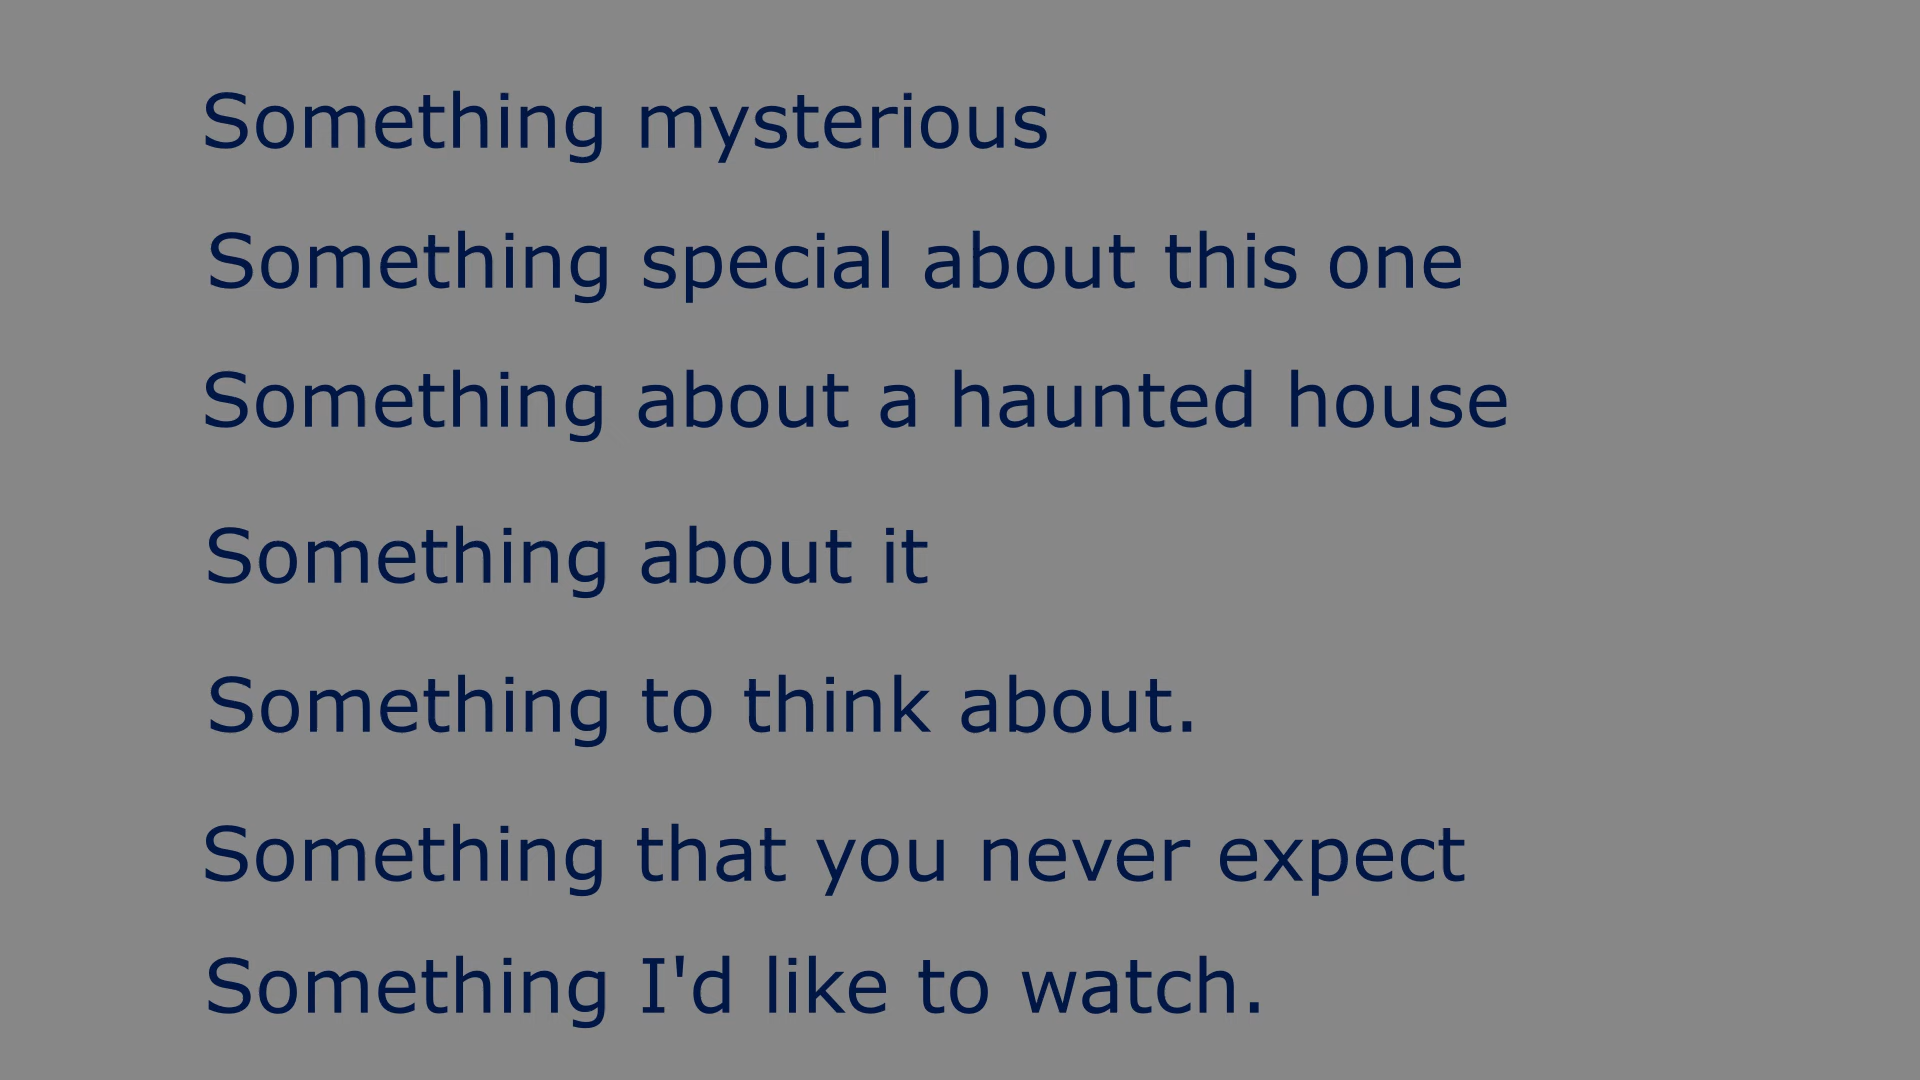 Something mysterious
Something special about this one
Something about a haunted house
Something about it
Something to think about.
Something that you never expect
Something I'd like to watch.